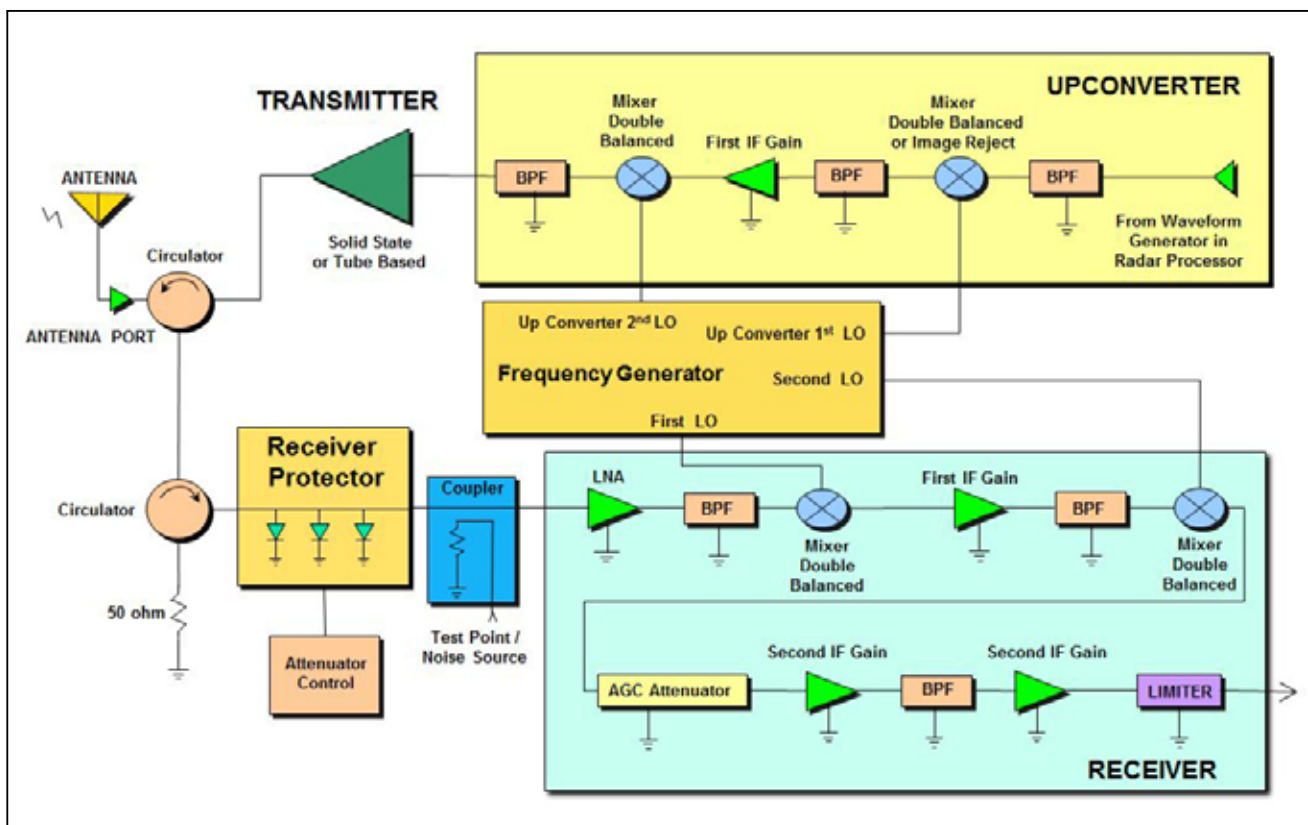 UPCONVERTER
TRANSMITTER
Mixer
Double
Balanced
Mixer
Double Balanced
or Image Reject
First IF Gain
BPF
BPF
BPF
ANTENNA
Solid State
or Tube Based
From Waveform
Generator in
Radar Processor
Circulator
ANTENNA PORT
Up Converter 2nd LO
Up Converter 1st LO
Frequency Generator
Second LO
First LO
Receiver
Protector
Coupler
LNA
First IF Gain
BPF
BPF
Circulator
Mixer
Double
Balanced
Mixer
Double
Balanced
50 ohm
Test Point /
Noise Source
Attenuator
Control
Second IF Gain
Second IF Gain
AGC Attenuator
BPF
LIMITER
RECEIVER